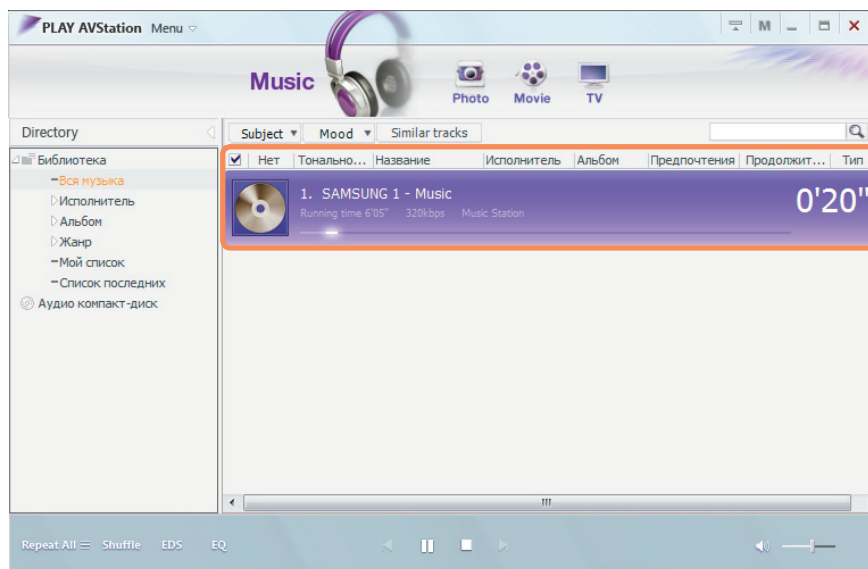 PLAY AVStation Menu
M
Music
Photo Movie TV
Directory
Subject Mood Similar tracks
Библиотека
Вся музыка
Исполнитель
Альбом
Жанр
Мой список
Список последних
Аудио компакт-диск
Нет Тонально... Название Исполнитель Альбом Предпочтения Продолжит... Тип
1. SAMSUNG 1 - Music
Running time 6'05" 320kbps Music Station
0'20"
Repeat All Shuffle EDS EQ